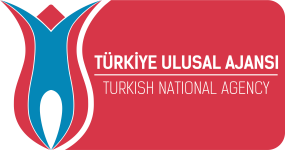 TÜRKİYE ULUSAL AJANSI
TURKISH NATIONAL AGENCY